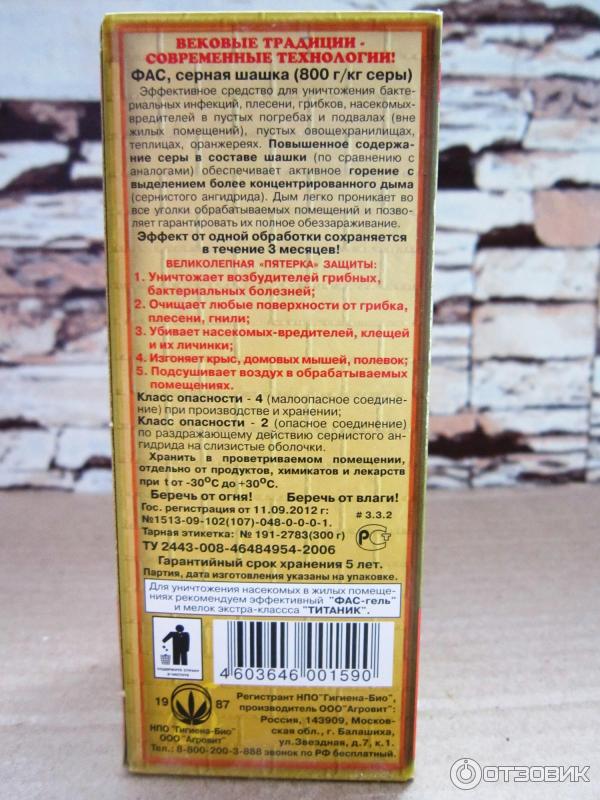 ВЕКОВЫЕ ТРАДИЦИИ -
СОВРЕМЕННЫЕ ТЕХНОЛОГИИ!
ФАС, серная шашка (800 г/кг серы)
Эффективное средство для уничтожения бакте-
риальных инфекций, плесени, грибков, насекомых-
вредителей в пустых погребах и подвалах (вне
жилых помещений), пустых овощехранилищах,
теплицах, оранжереях. Повышенное содержа-
ние серы в составе шашки (по сравнению с
аналогами) обеспечивает активное горение с
выделением более концентрированного дыма
(сернистого ангидрида). Дым легко проникает во
все уголки обрабатываемых помещений и позво-
ляет гарантировать их полное обеззараживание.
Эффект от одной обработки сохраняется
в течение 3 месяцев!
ВЕЛИКОЛЕПНАЯ «ПЯТЕРКА» ЗАЩИТЫ:
1. Уничтожает возбудителей грибных,
бактериальных болезней;
2. Очищает любые поверхности от грибка,
плесени, гнили;
3. Убивает насекомых-вредителей, клещей
и их личинки;
4. Изгоняет крыс, домовых мышей, полевок;
5. Подсушивает воздух в обрабатываемых
помещениях.
Класс опасности - 4 (малоопасное соедине-
ние) при производстве и хранении;
Класс опасности - 2 (опасное соединение)
по раздражающему действию сернистого ан-
гидрида на слизистые оболочки.
Хранить в проветриваемом помещении,
отдельно от продуктов, химикатов и лекарств
при t от -30°С до +30°С.
Беречь от огня! Беречь от влаги!
Гос. регистрация от 11.09.2012 г:
№1513-09-102(107)-048-0-0-0-1.
# 3.3.2
Тарная этикетка: № 191-2783(300 г)
ТУ 2443-008-46484954-2006
РСТ
Гарантийный срок хранения 5 лет.
Партия, дата изготовления указаны на упаковке.
Для уничтожения насекомых в жилых помеще-
ниях рекомендуем эффективный "ФАС-гель"
и мелок экстра-классса "ТИТАНИК".
4603646001590
19 87
НПО "Гигиена-Био"
ООО "Агровит"
Регистрант НПО"Гигиена-Био",
производитель ООО"Агровит":
Россия, 143909, Москов-
ская обл., г. Балашиха,
ул.Звездная, д.7, к.1.
Тел.: 8-800-200-3-888 звонок по РФ бесплатный.
ОТЗОВИК